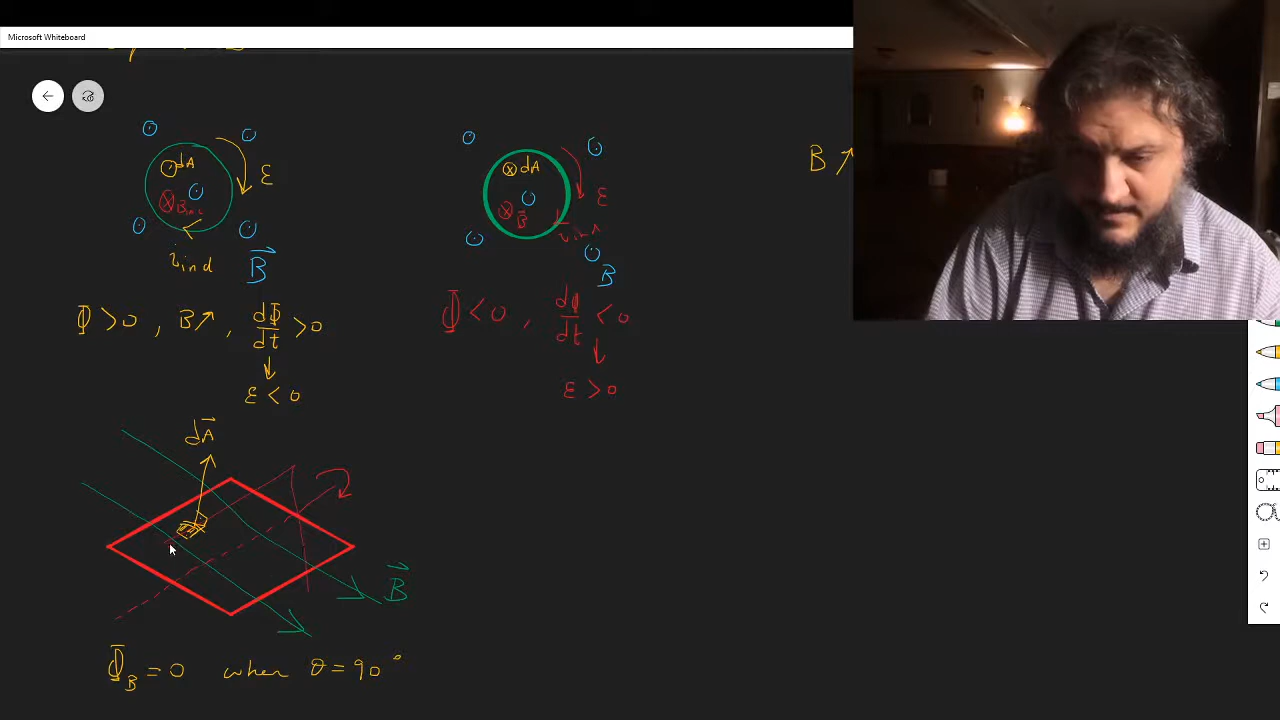 Microsoft Whiteboard
⊙ dA
ε
⊗ B
i ind
B⃗
Φ > 0 , B↗ , dΦ/dt > 0
↓
ε < 0
⊗ dA
ε
⊗ B⃗
i ind
B
Φ < 0 , dφ/dt < 0
↓
ε > 0
B ↗
dA⃗
B⃗
Φ_B = 0 when θ = 90°